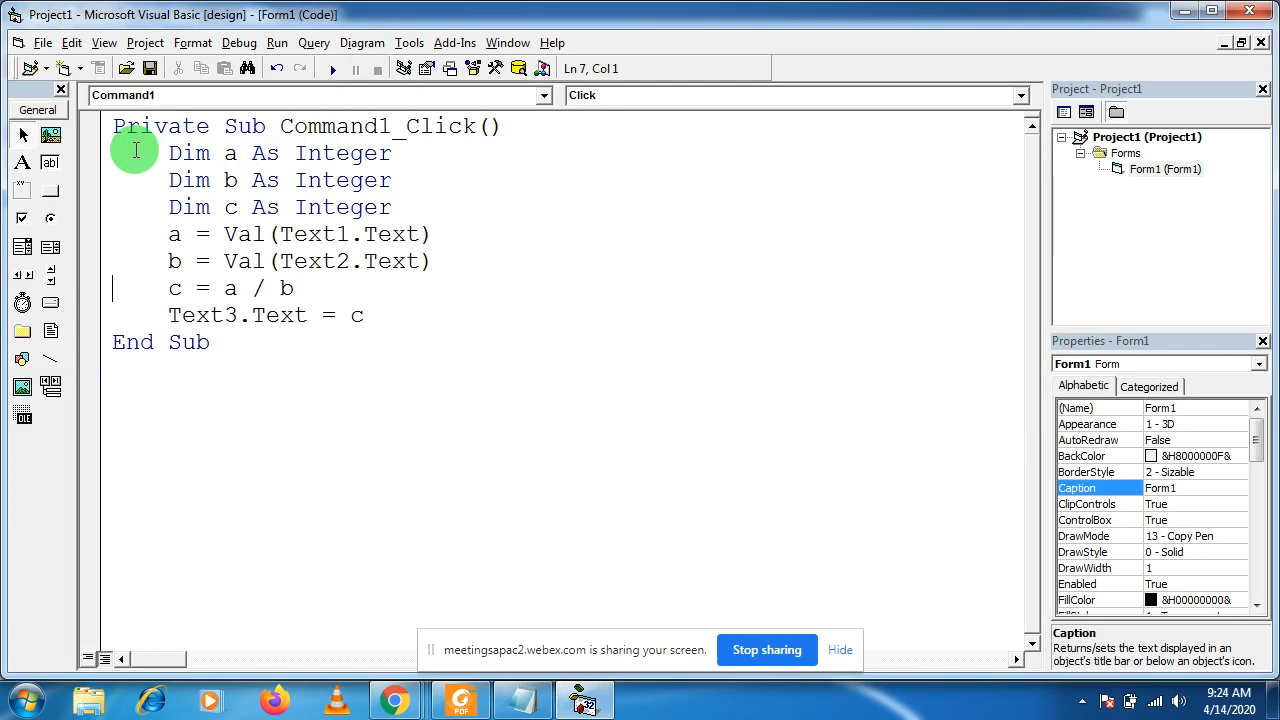 Project1 - Microsoft Visual Basic [design] - [Form1 (Code)]
File Edit View Project Format Debug Run Query Diagram Tools Add-Ins Window Help
Ln 7, Col 1
General
Command1
Click
Private Sub Command1_Click()
Dim a As Integer
Dim b As Integer
Dim c As Integer
a = Val(Text1.Text)
b = Val(Text2.Text)
c = a / b
Text3.Text = c
End Sub
Project - Project1
Project1 (Project1)
Forms
Form1 (Form1)
Properties - Form1
Form1 Form
Alphabetic Categorized
(Name) Form1
Appearance 1 - 3D
AutoRedraw False
BackColor &H8000000F&
BorderStyle 2 - Sizable
Caption Form1
ClipControls True
ControlBox True
DrawMode 13 - Copy Pen
DrawStyle 0 - Solid
DrawWidth 1
Enabled True
FillColor &H00000000&
Caption
Returns/sets the text displayed in an
object's title bar or below an object's icon.
meetingsapac2.webex.com is sharing your screen. Stop sharing Hide
PDF
9:24 AM
4/14/2020